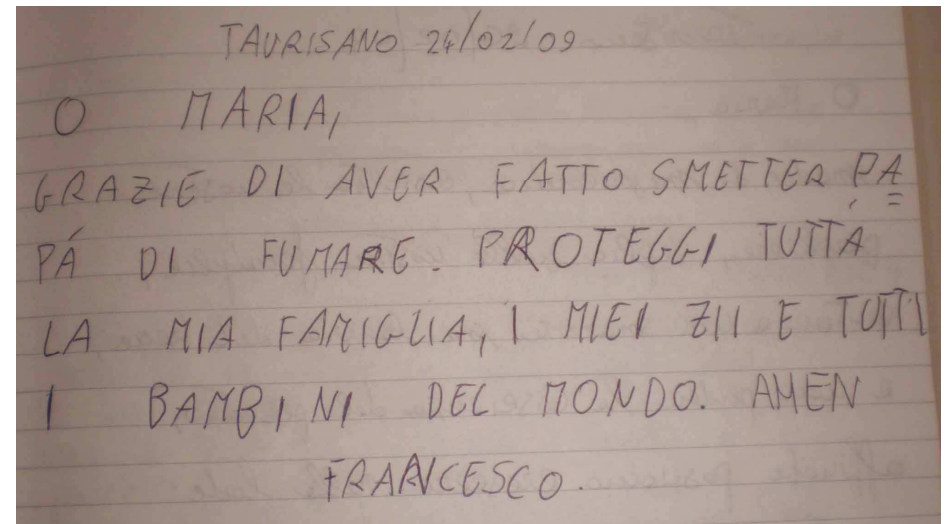 TAURISANO 24/02/09
O MARIA,
GRAZIE DI AVER FATTO SMETTER PA=
PÁ DI FUMARE. PROTEGGI TUTTA
LA MIA FAMIGLIA, I MIEI ZII E TUTTI
I BAMBINI DEL MONDO. AMEN
FRANCESCO.